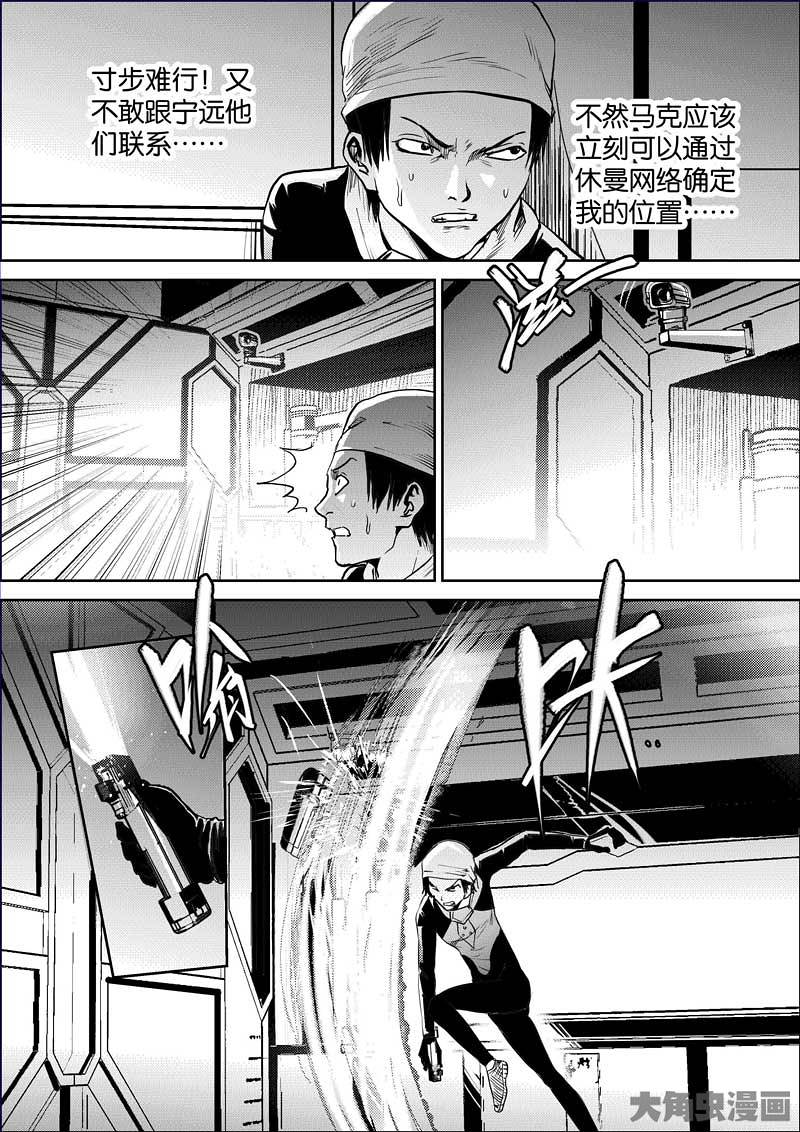 寸步难行！又
不敢跟宁远他
们联系……
不然马克应该
立刻可以通过
休曼网络确定
我的位置……
滋
咔
大角虫漫画